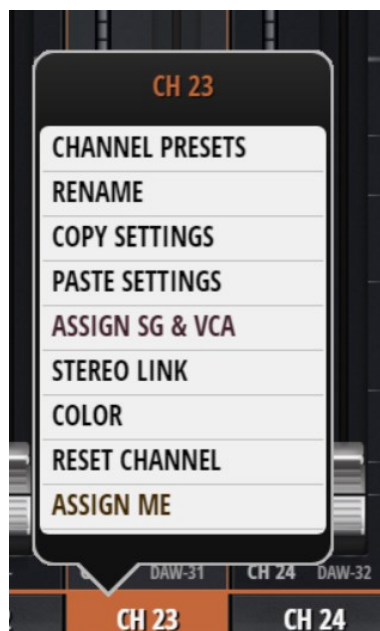 CH 23
CHANNEL PRESETS
RENAME
COPY SETTINGS
PASTE SETTINGS
ASSIGN SG & VCA
STEREO LINK
COLOR
RESET CHANNEL
ASSIGN ME
DAW-31 CH 24 DAW-32
CH 23 CH 24